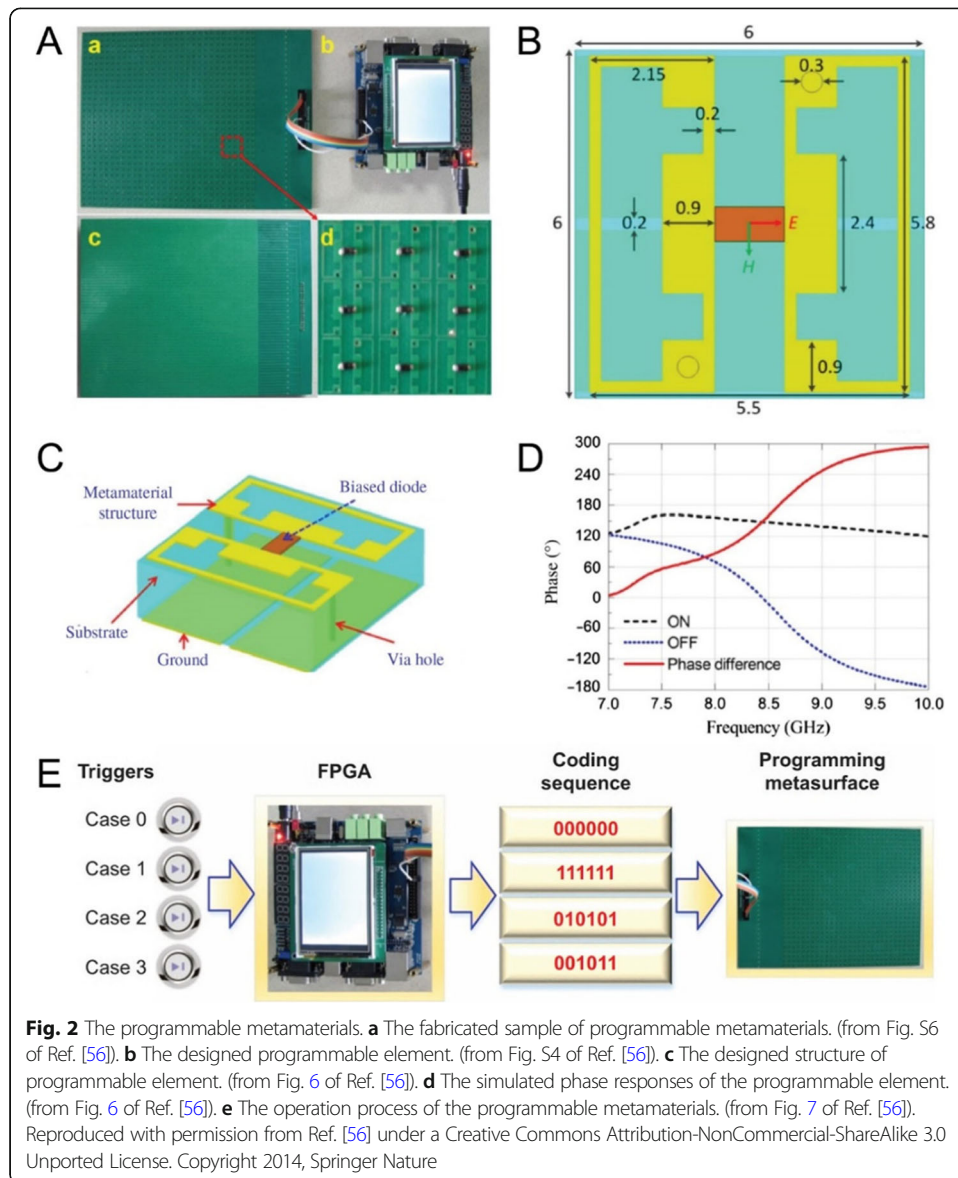 A
a
b
c
d
B
6
2.15
0.3
0.2
6
0.2
0.9
E
H
2.4
5.8
0.9
5.5
C
Metamaterial
structure
Biased diode
Substrate
Ground
Via hole
D
300
240
180
120
60
0
−60
−120
−180
Phase (°)
ON
OFF
Phase difference
7.0 7.5 8.0 8.5 9.0 9.5 10.0
Frequency (GHz)
E
Triggers
Case 0
Case 1
Case 2
Case 3
FPGA
Coding
sequence
000000
111111
010101
001011
Programming
metasurface
Fig. 2 The programmable metamaterials. a The fabricated sample of programmable metamaterials. (from Fig. S6
of Ref. [56]). b The designed programmable element. (from Fig. S4 of Ref. [56]). c The designed structure of
programmable element. (from Fig. 6 of Ref. [56]). d The simulated phase responses of the programmable element.
(from Fig. 6 of Ref. [56]). e The operation process of the programmable metamaterials. (from Fig. 7 of Ref. [56]).
Reproduced with permission from Ref. [56] under a Creative Commons Attribution-NonCommercial-ShareAlike 3.0
Unported License. Copyright 2014, Springer Nature